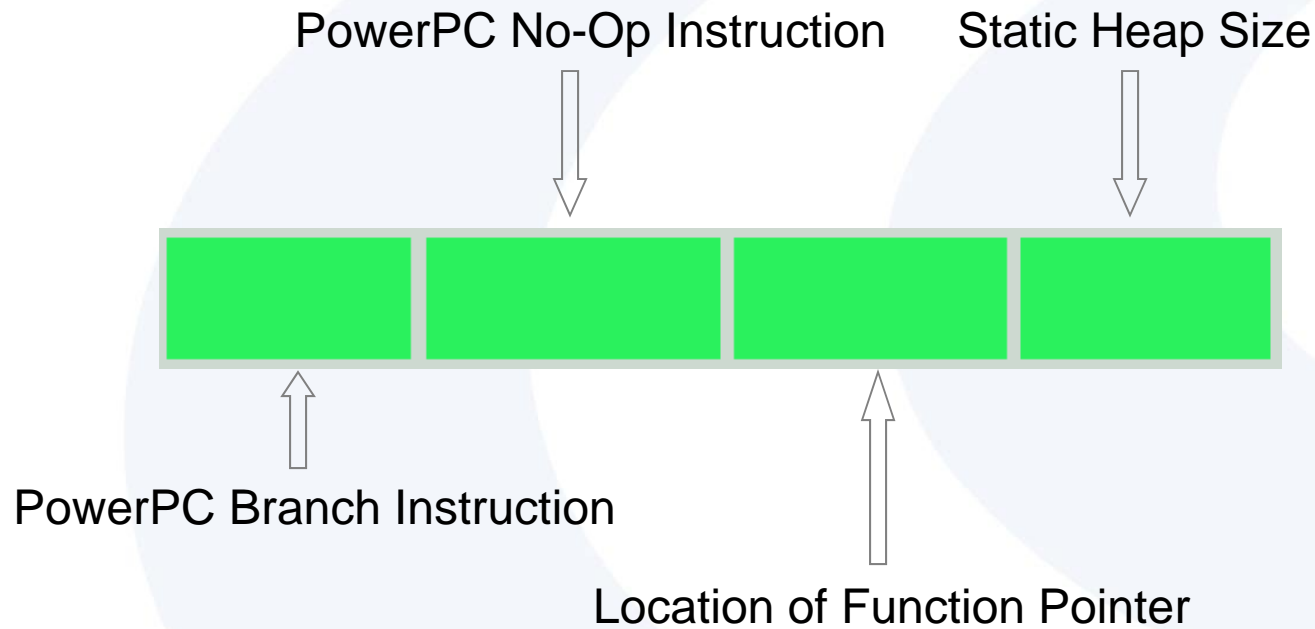 PowerPC No-Op Instruction
Static Heap Size
PowerPC Branch Instruction
Location of Function Pointer